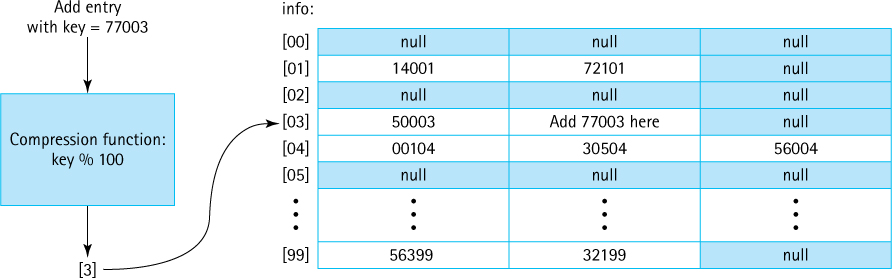 Add entry
with key = 77003
Compression function:
key % 100
[3]
info:
[00] null null null
[01] 14001 72101 null
[02] null null null
[03] 50003 Add 77003 here null
[04] 00104 30504 56004
[05] null null null
[99] 56399 32199 null